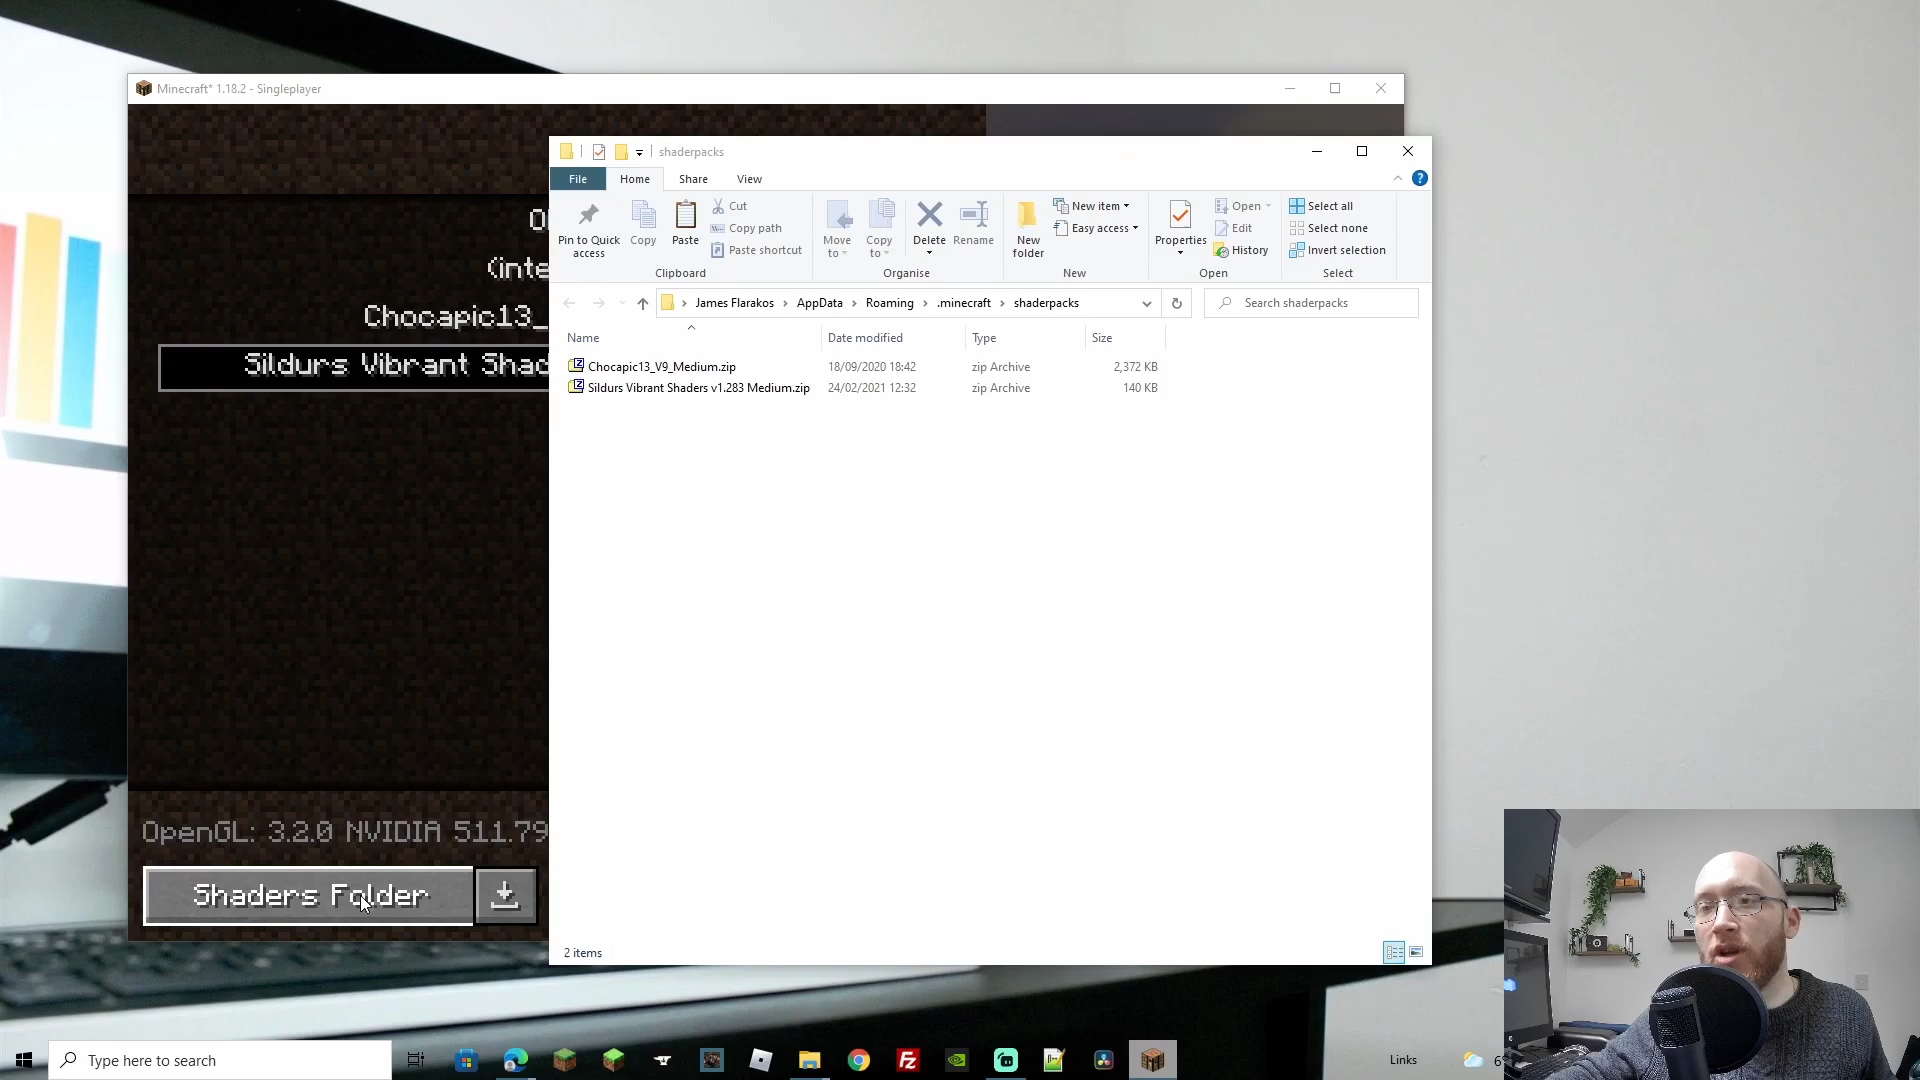 Minecraft* 1.18.2 - Singleplayer
shaderpacks
File Home Share View
Pin to Quick access
Copy
Paste
Cut
Copy path
Paste shortcut
Clipboard
Move to
Copy to
Delete
Rename
Organise
New folder
New item
Easy access
New
Properties
Open
Edit
History
Open
Select all
Select none
Invert selection
Select
James Flarakos > AppData > Roaming > .minecraft > shaderpacks
Search shaderpacks
Name Date modified Type Size
Chocapic13_V9_Medium.zip 18/09/2020 18:42 zip Archive 2,372 KB
Sildurs Vibrant Shaders v1.283 Medium.zip 24/02/2021 12:32 zip Archive 140 KB
(inte
Chocapic13_
Sildurs Vibrant Shad
OpenGL: 3.2.0 NVIDIA 511.79
Shaders Folder
2 items
Type here to search
Links
6°